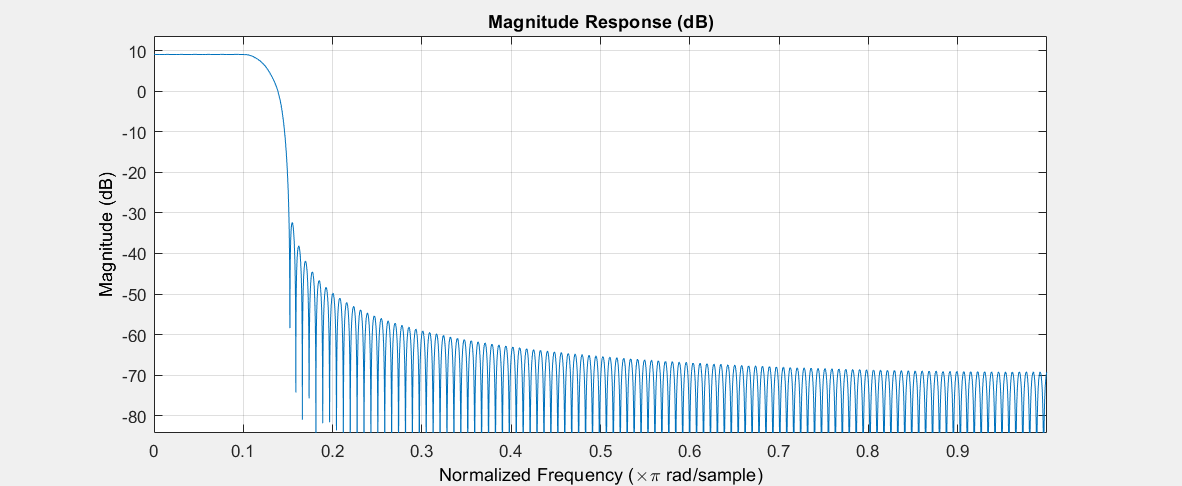 Magnitude Response (dB)
10
0
-10
-20
-30
-40
-50
-60
-70
-80
Magnitude (dB)
0 0.1 0.2 0.3 0.4 0.5 0.6 0.7 0.8 0.9
Normalized Frequency (×π rad/sample)